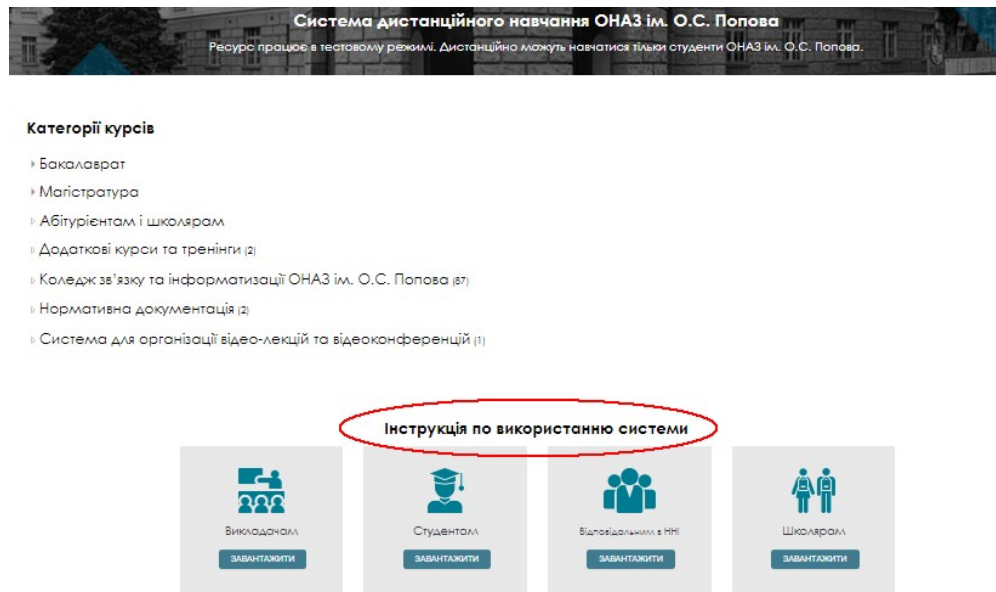 Система дистанційного навчання ОНАЗ ім. О.С. Попова
Ресурс працює в тестовому режимі. Дистанційно можуть навчатися тільки студенти ОНАЗ ім. О.С. Попова.
Категорії курсів
Бакалаврат
Магістратура
Абітурієнтам і школярам
Додаткові курси та тренінги (2)
Коледж зв'язку та інформатизації ОНАЗ ім. О.С. Попова (87)
Нормативна документація (2)
Система для організації відео-лекцій та відеоконференцій (1)
Інструкція по використанню системи
Викладачам Студентам Відповідальним в ННІ Школярам
ЗАВАНТАЖИТИ ЗАВАНТАЖИТИ ЗАВАНТАЖИТИ ЗАВАНТАЖИТИ